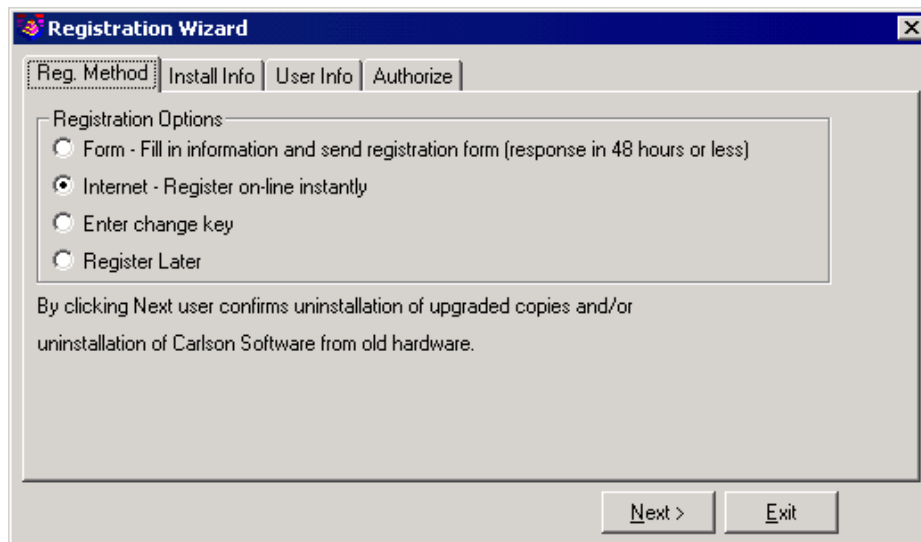 Registration Wizard
Reg. Method Install Info User Info Authorize
Registration Options
Form - Fill in information and send registration form (response in 48 hours or less)
Internet - Register on-line instantly
Enter change key
Register Later
By clicking Next user confirms uninstallation of upgraded copies and/or
uninstallation of Carlson Software from old hardware.
Next > Exit